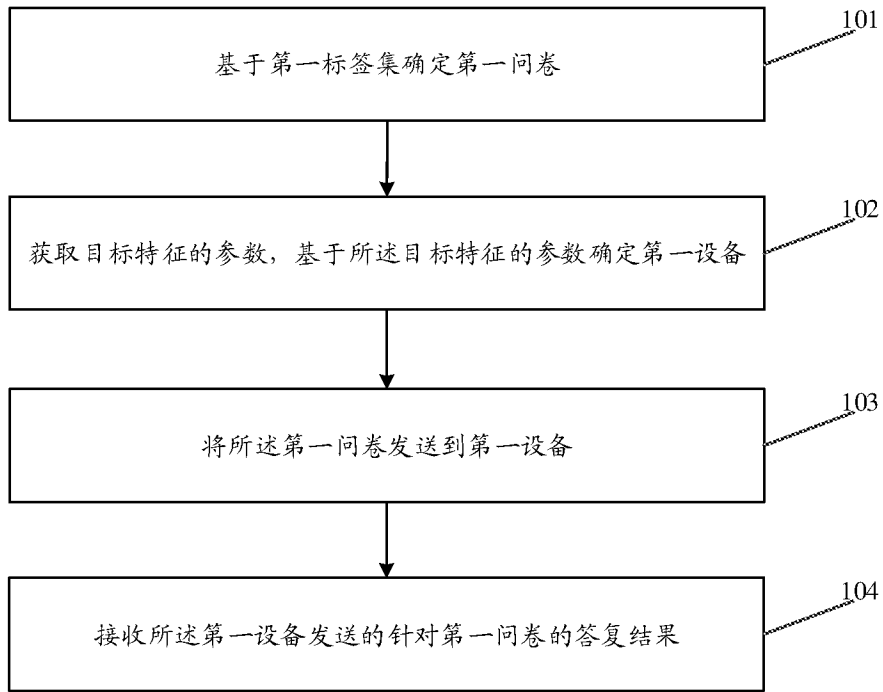 101
基于第一标签集确定第一问卷
102
获取目标特征的参数，基于所述目标特征的参数确定第一设备
103
将所述第一问卷发送到第一设备
104
接收所述第一设备发送的针对第一问卷的答复结果